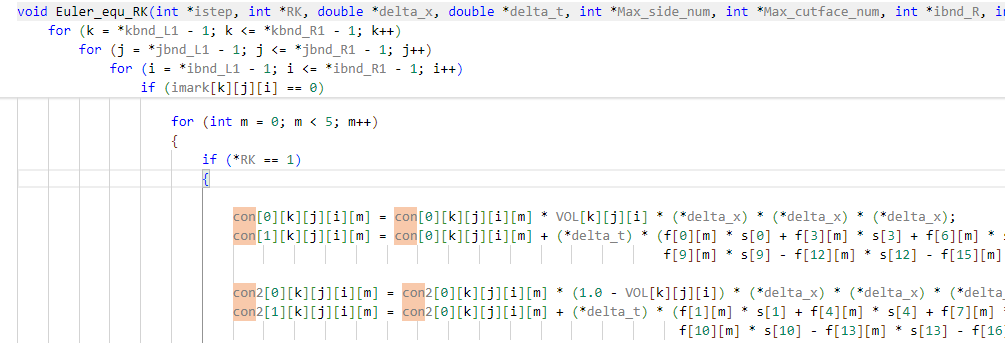 void Euler_equ_RK(int *istep, int *RK, double *delta_x, double *delta_t, int *Max_side_num, int *Max_cutface_num, int *ibnd_R, in
for (k = *kbnd_L1 - 1; k <= *kbnd_R1 - 1; k++)
for (j = *jbnd_L1 - 1; j <= *jbnd_R1 - 1; j++)
for (i = *ibnd_L1 - 1; i <= *ibnd_R1 - 1; i++)
if (imark[k][j][i] == 0)
for (int m = 0; m < 5; m++)
{
if (*RK == 1)
{
con[0][k][j][i][m] = con[0][k][j][i][m] * VOL[k][j][i] * (*delta_x) * (*delta_x) * (*delta_x);
con[1][k][j][i][m] = con[0][k][j][i][m] + (*delta_t) * (f[0][m] * s[0] + f[3][m] * s[3] + f[6][m] * s
f[9][m] * s[9] - f[12][m] * s[12] - f[15][m]
con2[0][k][j][i][m] = con2[0][k][j][i][m] * (1.0 - VOL[k][j][i]) * (*delta_x) * (*delta_x) * (*delta_
con2[1][k][j][i][m] = con2[0][k][j][i][m] + (*delta_t) * (f[1][m] * s[1] + f[4][m] * s[4] + f[7][m] *
f[10][m] * s[10] - f[13][m] * s[13] - f[16